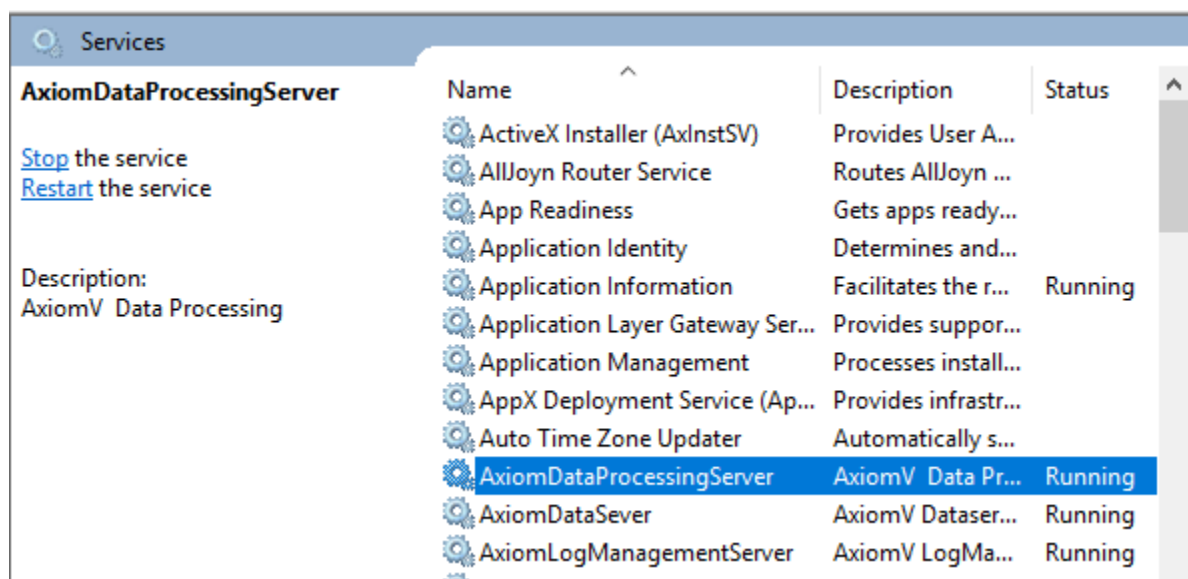 Services
AxiomDataProcessingServer
Stop the service
Restart the service
Description:
AxiomV  Data Processing
Name Description Status
ActiveX Installer (AxInstSV) Provides User A...
AllJoyn Router Service Routes AllJoyn ...
App Readiness Gets apps ready...
Application Identity Determines and...
Application Information Facilitates the r... Running
Application Layer Gateway Ser... Provides suppor...
Application Management Processes install...
AppX Deployment Service (Ap... Provides infrastr...
Auto Time Zone Updater Automatically s...
AxiomDataProcessingServer AxiomV  Data Pr... Running
AxiomDataSever AxiomV Dataser... Running
AxiomLogManagementServer AxiomV LogMa... Running